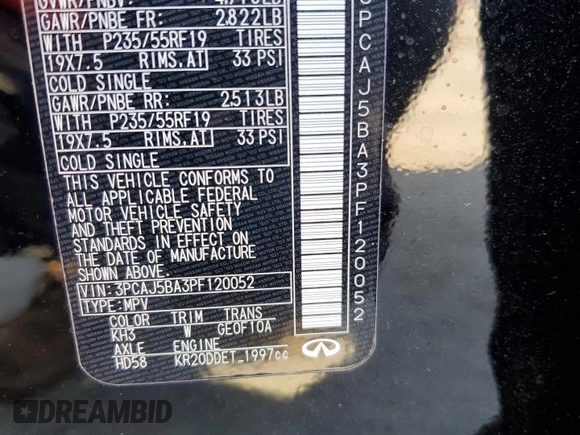 GVWR/PNBV:
GAWR/PNBE FR: 2822LB
WITH P235/55RF19 TIRES
19X7.5 RIMS.AT 33 PSI
COLD SINGLE
GAWR/PNBE RR: 2513LB
WITH P235/55RF19 TIRES
19X7.5 RIMS.AT 33 PSI
COLD SINGLE
THIS VEHICLE CONFORMS TO
ALL APPLICABLE FEDERAL
MOTOR VEHICLE SAFETY
AND THEFT PREVENTION
STANDARDS IN EFFECT ON
THE DATE OF MANUFACTURE
SHOWN ABOVE.
VIN: 3PCAJ5BA3PF120052
TYPE: MPV
COLOR TRIM TRANS
KH3 W GE0F10A
AXLE ENGINE
HD58 KR20DDET 1997cc
PCAJ5BA3PF120052
INFINITI
DREAMBID